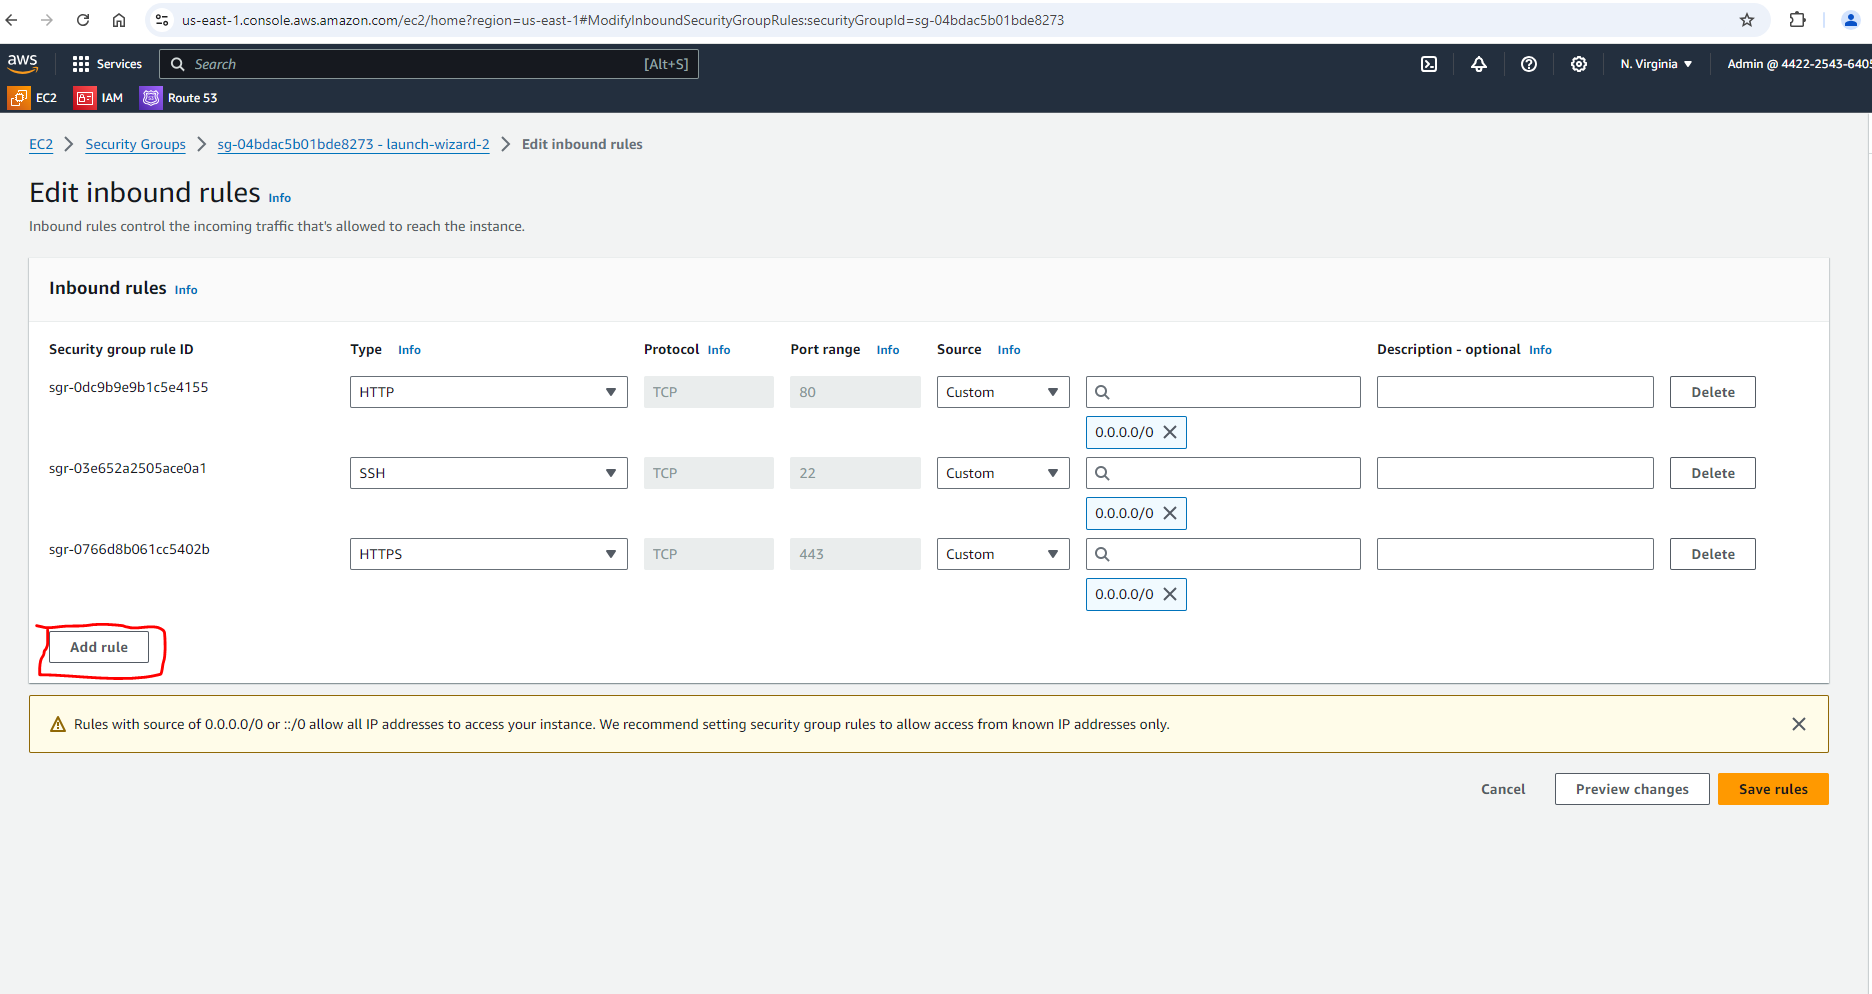 us-east-1.console.aws.amazon.com/ec2/home?region=us-east-1#ModifyInboundSecurityGroupRules:securityGroupId=sg-04bdac5b01bde8273
aws Services Search [Alt+S] N. Virginia Admin @ 4422-2543-6405
EC2 IAM Route 53
EC2 Security Groups sg-04bdac5b01bde8273 - launch-wizard-2 Edit inbound rules
Edit inbound rules Info
Inbound rules control the incoming traffic that's allowed to reach the instance.
Inbound rules Info
Security group rule ID Type Info Protocol Info Port range Info Source Info Description - optional Info
sgr-0dc9b9e9b1c5e4155 HTTP TCP 80 Custom Delete
0.0.0.0/0
sgr-03e652a2505ace0a1 SSH TCP 22 Custom Delete
0.0.0.0/0
sgr-0766d8b061cc5402b HTTPS TCP 443 Custom Delete
0.0.0.0/0
Add rule
Rules with source of 0.0.0.0/0 or ::/0 allow all IP addresses to access your instance. We recommend setting security group rules to allow access from known IP addresses only.
Cancel Preview changes Save rules